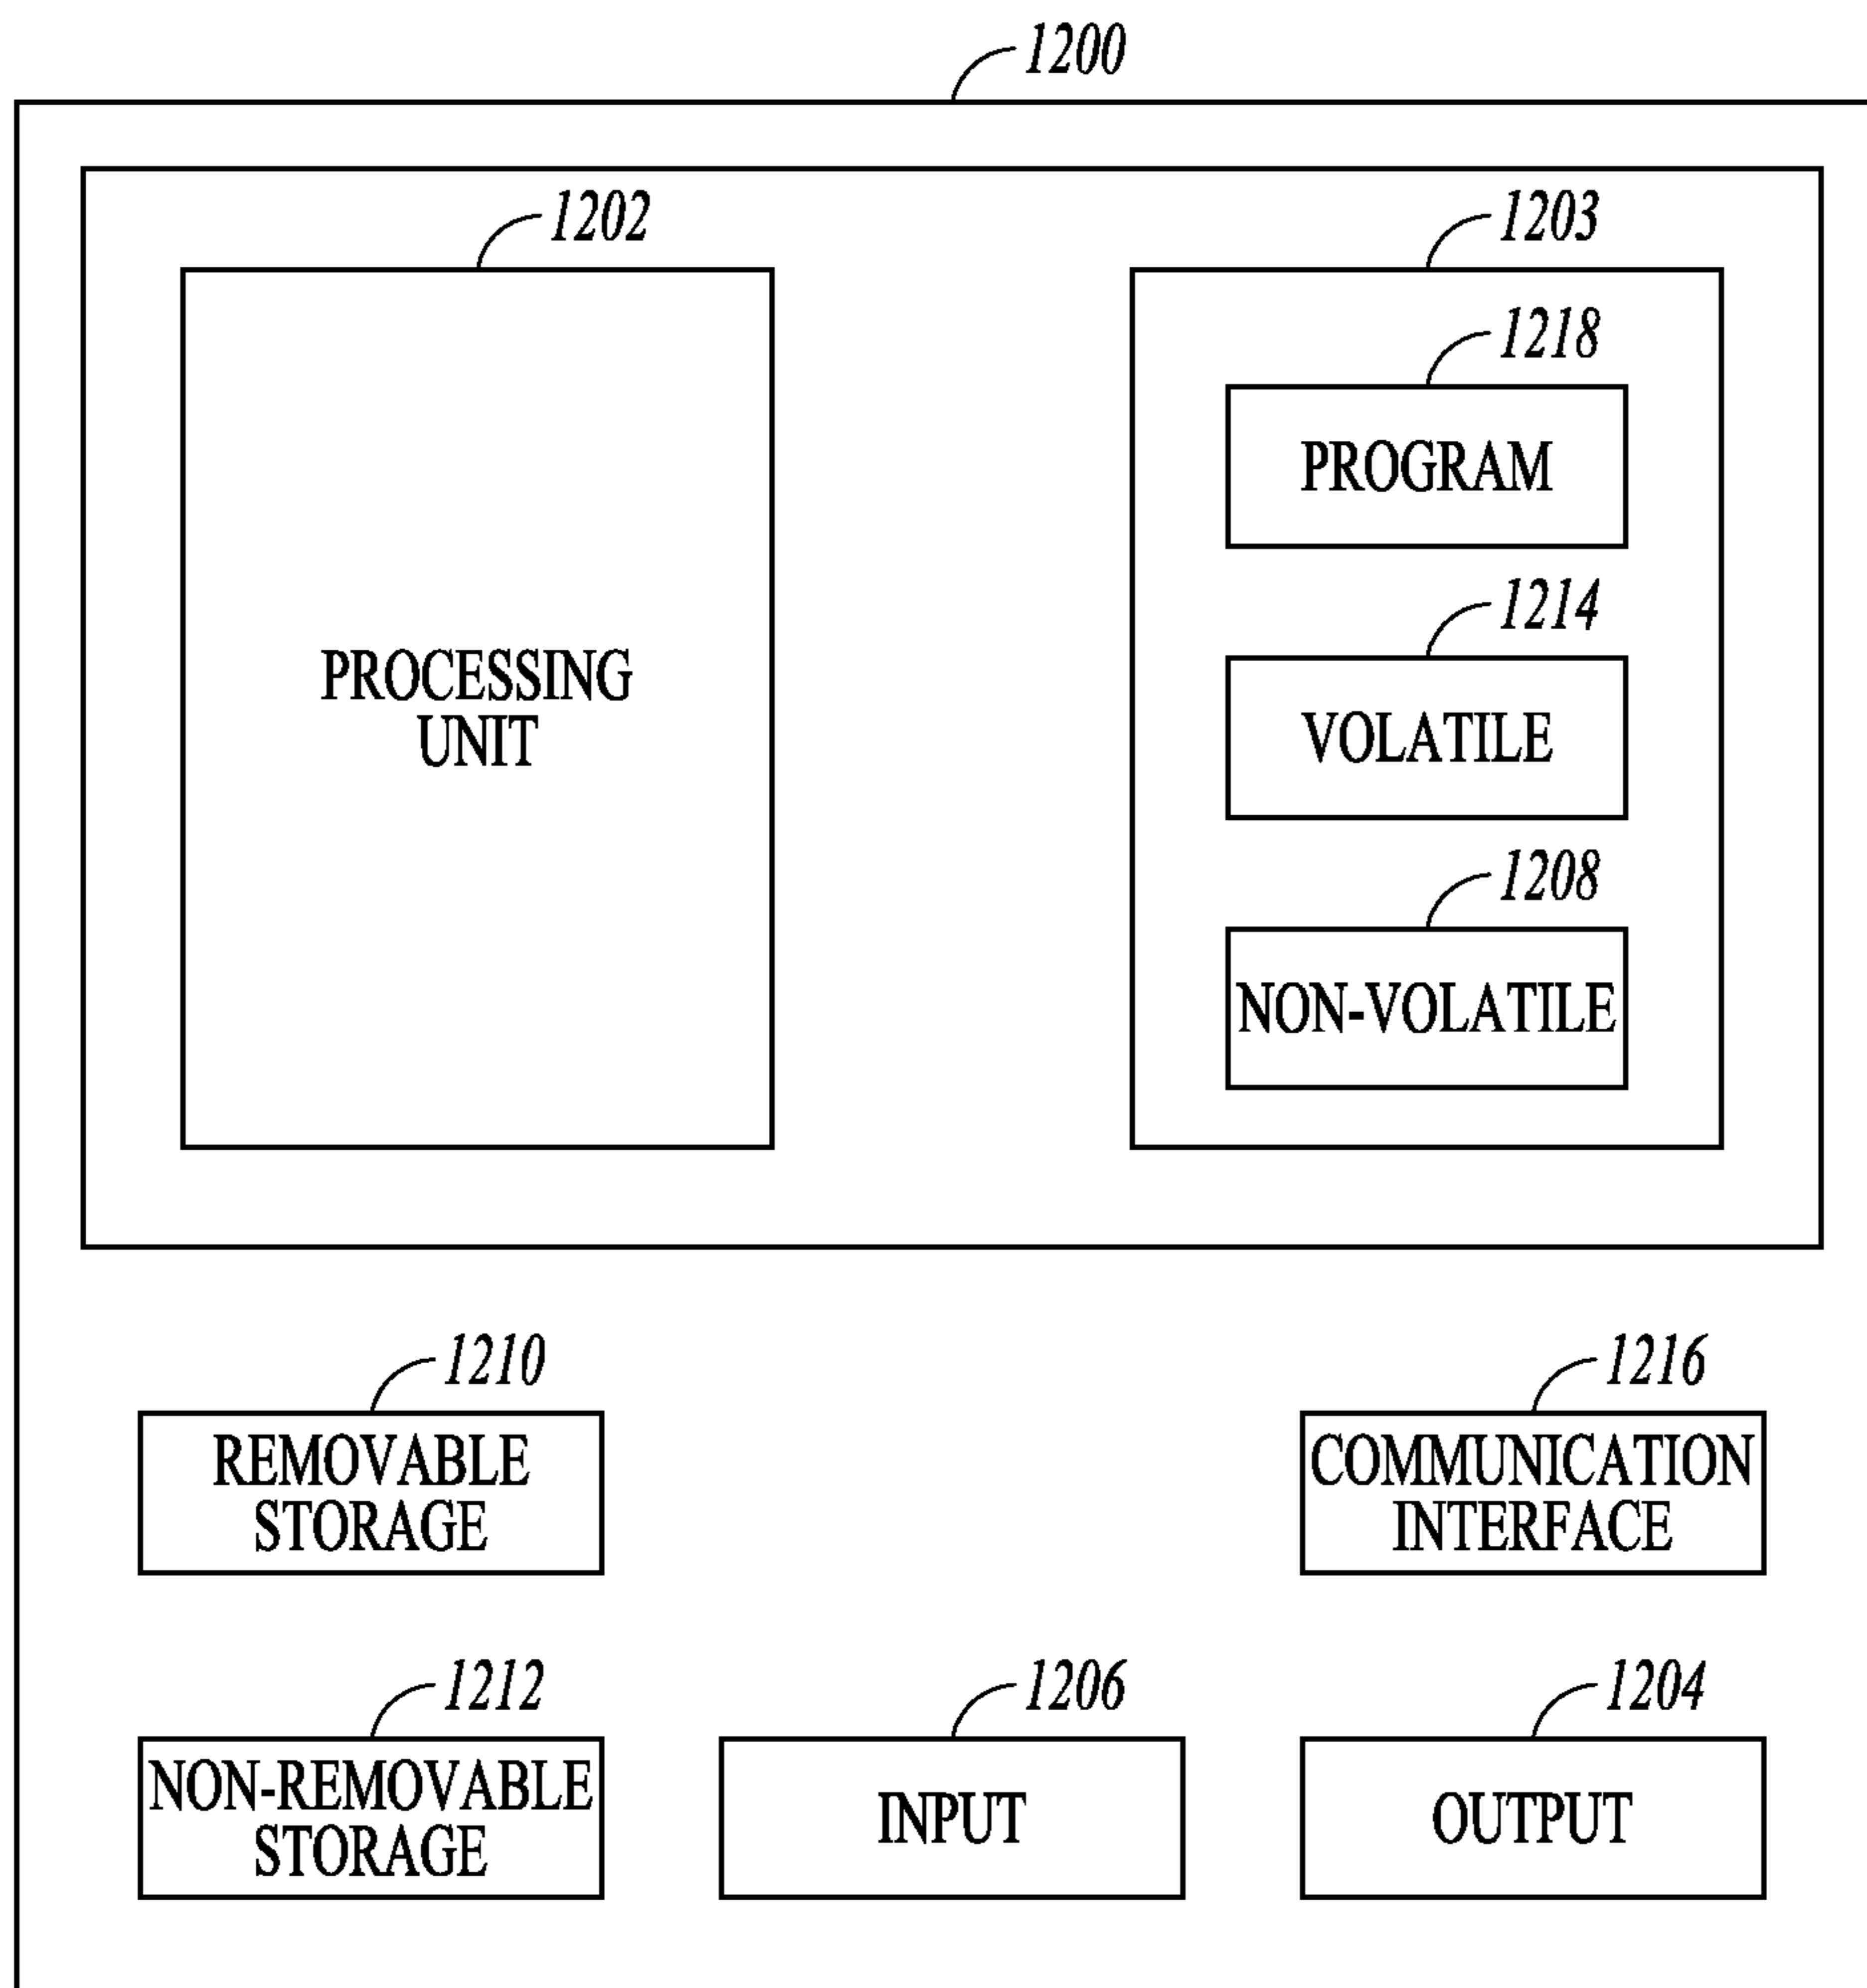 1200
1202
1203
1218
PROGRAM
1214
PROCESSING
UNIT
VOLATILE
1208
NON-VOLATILE
1210
1216
REMOVABLE
STORAGE
COMMUNICATION
INTERFACE
1212
1206
1204
NON-REMOVABLE
STORAGE
INPUT
OUTPUT